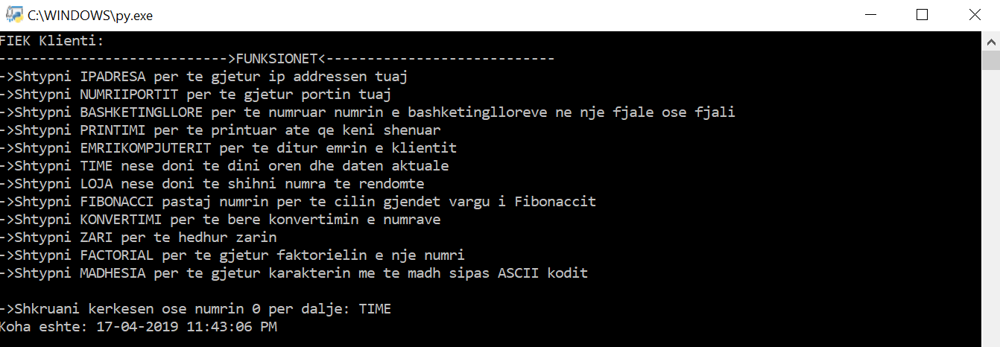 C:\WINDOWS\py.exe
FIEK Klienti:
---------------------------->FUNKSIONET<----------------------------
->Shtypni IPADRESA per te gjetur ip addressen tuaj
->Shtypni NUMRIIPORTIT per te gjetur portin tuaj
->Shtypni BASHKETINGLLORE per te numruar numrin e bashketinglloreve ne nje fjale ose fjali
->Shtypni PRINTIMI per te printuar ate qe keni shenuar
->Shtypni EMRIIKOMPJUTERIT per te ditur emrin e klientit
->Shtypni TIME nese doni te dini oren dhe daten aktuale
->Shtypni LOJA nese doni te shihni numra te rendomte
->Shtypni FIBONACCI pastaj numrin per te cilin gjendet vargu i Fibonaccit
->Shtypni KONVERTIMI per te bere konvertimin e numrave
->Shtypni ZARI per te hedhur zarin
->Shtypni FACTORIAL per te gjetur faktorielin e nje numri
->Shtypni MADHESIA per te gjetur karakterin me te madh sipas ASCII kodit
->Shkruani kerkesen ose numrin 0 per dalje: TIME
Koha eshte: 17-04-2019 11:43:06 PM